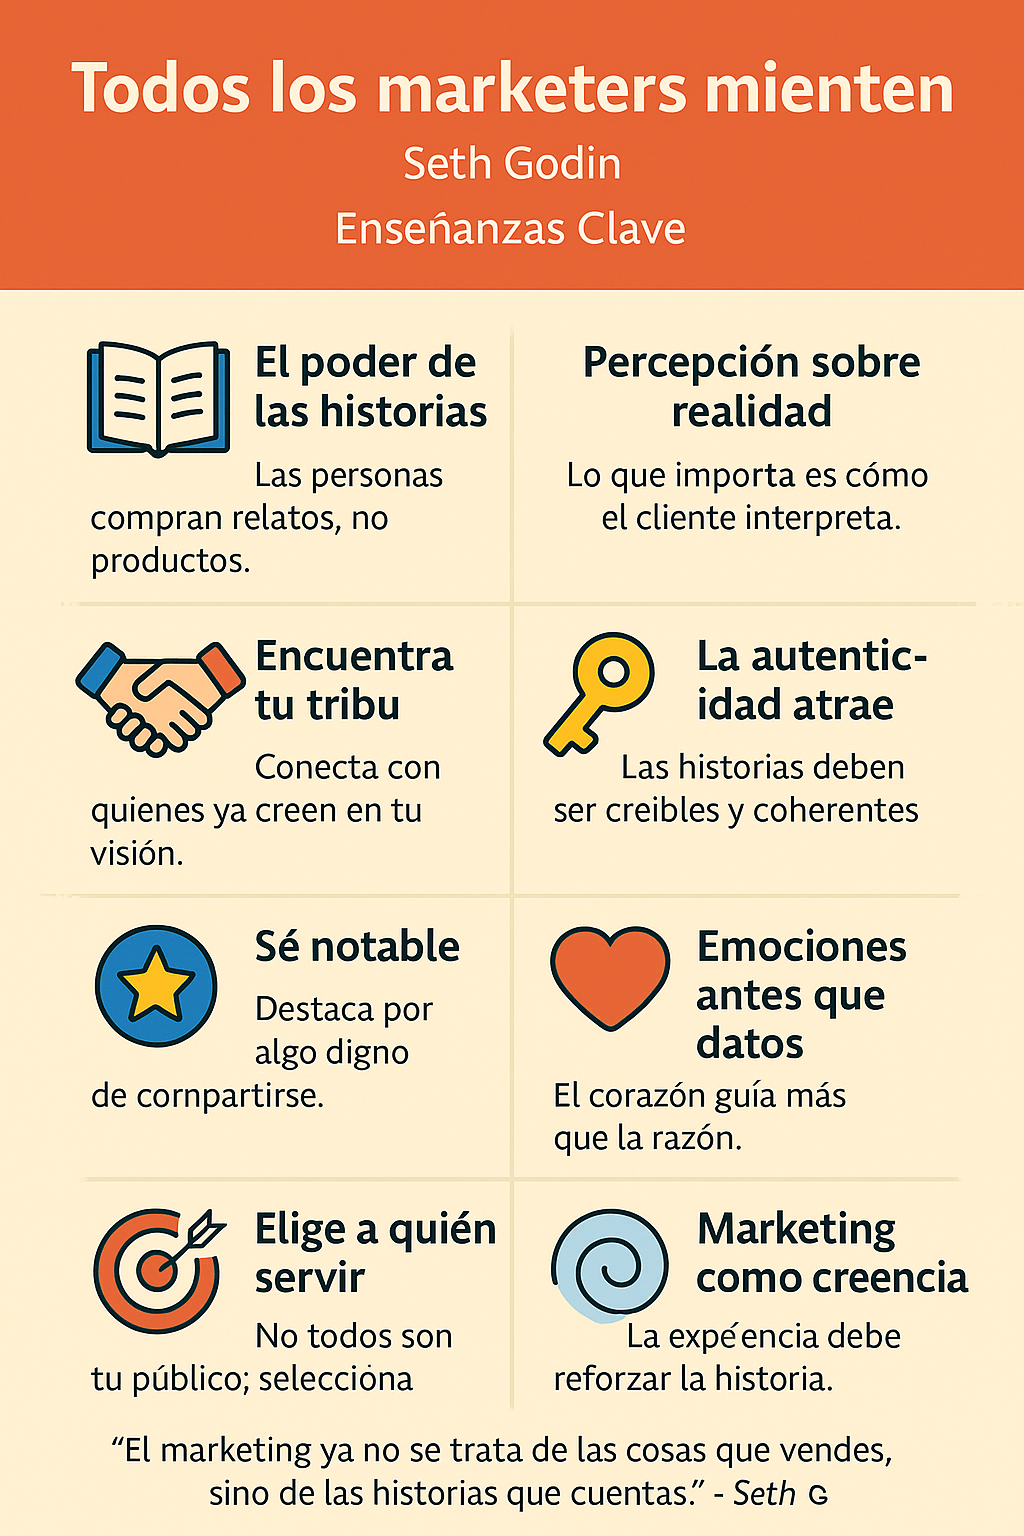 Todos los marketers mienten
Seth Godin
Enseńanzas Clave
El poder de
las historias
Las personas
compran relatos, no
productos.
Percepción sobre
realidad
Lo que importa es cómo
el cliente interpreta.
Encuentra
tu tribu
Conecta con
quienes ya creen en tu
visión.
La autentic-
idad atrae
Las historias deben
ser creibles y coherentes
Sé notable
Destaca por
algo digno
de cornpartirse.
Emociones
antes que
datos
El corazón guía más
que la razón.
Elige a quién
servir
No todos son
tu público; selecciona
Marketing
como creencia
La expéencia debe
reforzar la historia.
“El marketing ya no se trata de las cosas que vendes,
sino de las historias que cuentas.” - Seth G